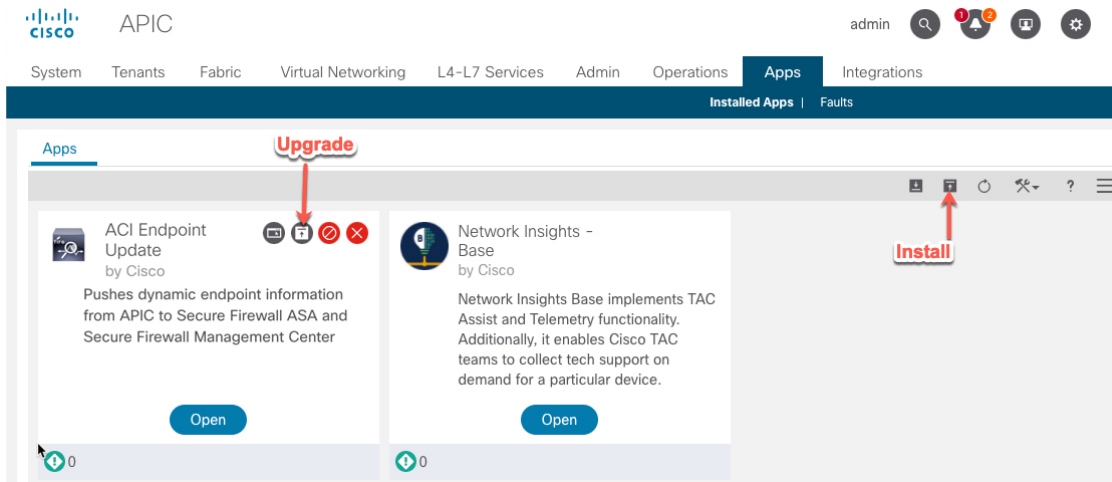 CISCO APIC admin 1 2
System Tenants Fabric Virtual Networking L4-L7 Services Admin Operations Apps Integrations
Installed Apps | Faults
Apps
Upgrade
?
ACI Endpoint
Update
by Cisco
Pushes dynamic endpoint information
from APIC to Secure Firewall ASA and
Secure Firewall Management Center
Open
0
Network Insights -
Base
by Cisco
Network Insights Base implements TAC
Assist and Telemetry functionality.
Additionally, it enables Cisco TAC
teams to collect tech support on
demand for a particular device.
Open
0
Install